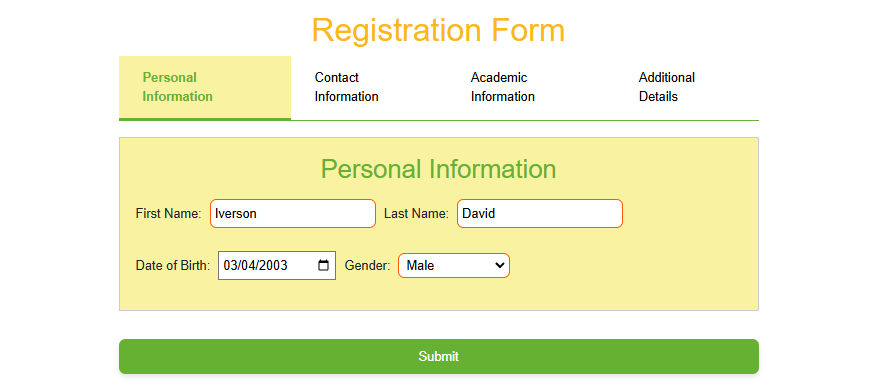 Registration Form
Personal Information
Contact Information
Academic Information
Additional Details
Personal Information
First Name: Iverson Last Name: David
Date of Birth: 03/04/2003 Gender: Male
Submit